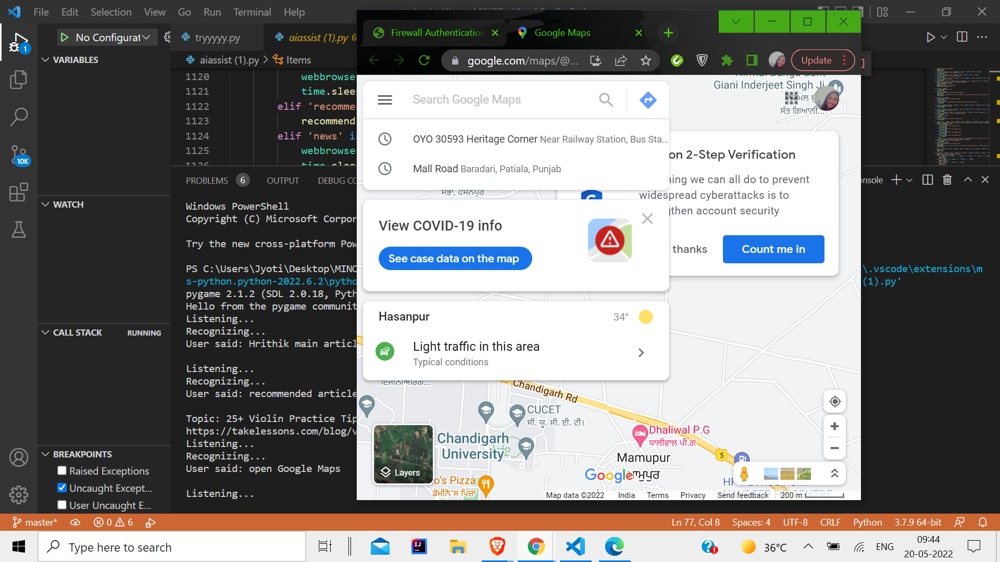 File Edit Selection View Go Run Terminal Help
No Configurat
tryyyyy.py
aiassist (1).py 6
VARIABLES
aiassist (1).py > Items
1120 webbrowse
1121 time.slee
1122 elif 'recomme
1123 recommend
1124 elif 'news' i
1125 webbrowse
1
10K
PROBLEMS 6 OUTPUT DEBUG CO
onsole
WATCH
Windows PowerShell
Copyright (C) Microsoft Corpor
Try the new cross-platform Pow
PS C:\Users\Jyoti\Desktop\MINO
\.vscode\extensions\m
s-python.python-2022.6.2\pytho
(1).py'
pygame 2.1.2 (SDL 2.0.18, Pyth
Hello from the pygame communit
Listening...
Recognizing...
User said: Hrithik main articl
CALL STACK RUNNING
Listening...
Recognizing...
User said: recommended article
Topic: 25+ Violin Practice Tip
https://takelessons.com/blog/v
Listening...
Recognizing...
User said: open Google Maps
Listening...
BREAKPOINTS
Raised Exceptions
Uncaught Except...
User Uncaught E...
Firewall Authentication
Google Maps
google.com/maps/@...
Update
Search Google Maps
Giani Inderjeet Singh Ji
ਸੰਤ ਗਿਆਨੀ...
OYO 30593 Heritage Corner Near Railway Station, Bus Sta...
Mall Road Baradari, Patiala, Punjab
on 2-Step Verification
ning we can all do to prevent
widespread cyberattacks is to
gthen account security
thanks
Count me in
View COVID-19 info
See case data on the map
Hasanpur 34°
Light traffic in this area
Typical conditions
Chandigarh Rd
CUCET
ਸੀ. ਯੂ. ਸੀ. ਈ. ਟੀ।
Chandigarh
University
Dhaliwal P.G
ਧਾਲੀਵਾਲ ਪੀ.ਗ
5
Mamupur
ਮਾਮੁਪੁਰ
Layers
o's Pizza
ਡੋਮੀਨੋ'ਸ ਪਿਜ਼ਾ
Google
Map data ©2022 India Terms Privacy Send feedback 200 m
master* 0 6
Ln 77, Col 8 Spaces: 4 UTF-8 CRLF Python 3.7.9 64-bit
Type here to search
36°C
ENG
09:44
20-05-2022